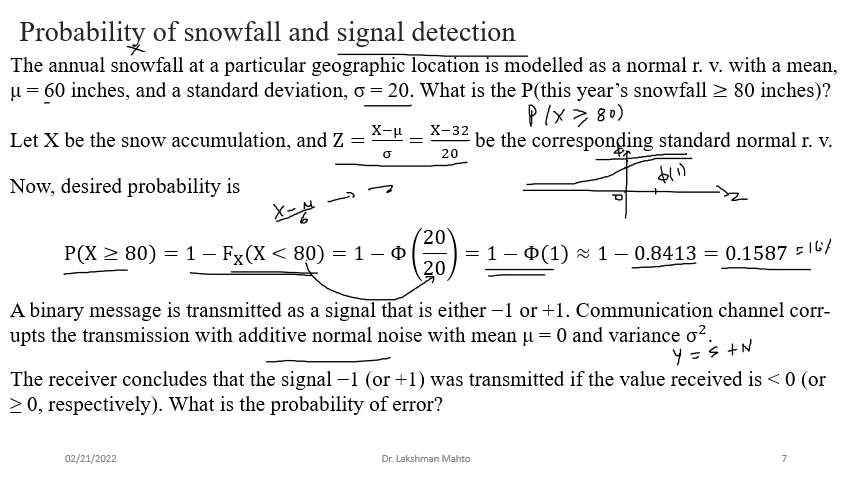 Probability of snowfall and signal detection
x
The annual snowfall at a particular geographic location is modelled as a normal r. v. with a mean,
μ = 60 inches, and a standard deviation, σ = 20. What is the P(this year's snowfall ≥ 80 inches)?
P(X ≥ 80)
Let X be the snow accumulation, and Z = X−μ/σ = X−32/20 be the corresponding standard normal r. v.
Now, desired probability is
X−μ/σ
ϕ(1)
0
Z
P(X ≥ 80) = 1 − F_X(X < 80) = 1 − Φ(20/20) = 1 − Φ(1) ≈ 1 − 0.8413 = 0.1587 = 16%
A binary message is transmitted as a signal that is either −1 or +1. Communication channel corr-
upts the transmission with additive normal noise with mean μ = 0 and variance σ².
Y = S + N
The receiver concludes that the signal −1 (or +1) was transmitted if the value received is < 0 (or
≥ 0, respectively). What is the probability of error?
02/21/2022 Dr. Lakshman Mahto 7